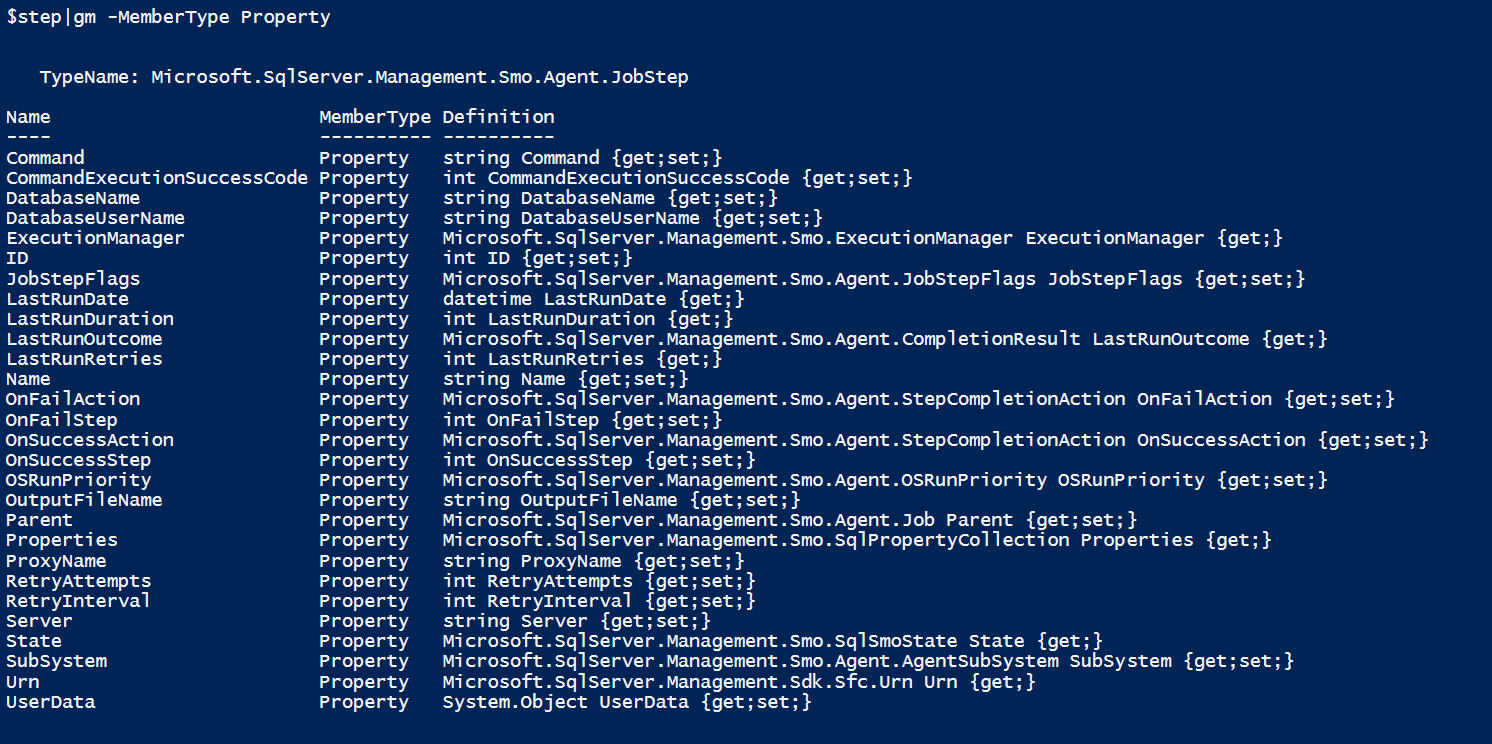 $step|gm -MemberType Property
TypeName: Microsoft.SqlServer.Management.Smo.Agent.JobStep
Name MemberType Definition
---- ---------- ----------
Command Property string Command {get;set;}
CommandExecutionSuccessCode Property int CommandExecutionSuccessCode {get;set;}
DatabaseName Property string DatabaseName {get;set;}
DatabaseUserName Property string DatabaseUserName {get;set;}
ExecutionManager Property Microsoft.SqlServer.Management.Smo.ExecutionManager ExecutionManager {get;}
ID Property int ID {get;set;}
JobStepFlags Property Microsoft.SqlServer.Management.Smo.Agent.JobStepFlags JobStepFlags {get;set;}
LastRunDate Property datetime LastRunDate {get;}
LastRunDuration Property int LastRunDuration {get;}
LastRunOutcome Property Microsoft.SqlServer.Management.Smo.Agent.CompletionResult LastRunOutcome {get;}
LastRunRetries Property int LastRunRetries {get;}
Name Property string Name {get;set;}
OnFailAction Property Microsoft.SqlServer.Management.Smo.Agent.StepCompletionAction OnFailAction {get;set;}
OnFailStep Property int OnFailStep {get;set;}
OnSuccessAction Property Microsoft.SqlServer.Management.Smo.Agent.StepCompletionAction OnSuccessAction {get;set;}
OnSuccessStep Property int OnSuccessStep {get;set;}
OSRunPriority Property Microsoft.SqlServer.Management.Smo.Agent.OSRunPriority OSRunPriority {get;set;}
OutputFileName Property string OutputFileName {get;set;}
Parent Property Microsoft.SqlServer.Management.Smo.Agent.Job Parent {get;set;}
Properties Property Microsoft.SqlServer.Management.Smo.SqlPropertyCollection Properties {get;}
ProxyName Property string ProxyName {get;set;}
RetryAttempts Property int RetryAttempts {get;set;}
RetryInterval Property int RetryInterval {get;set;}
Server Property string Server {get;set;}
State Property Microsoft.SqlServer.Management.Smo.SqlSmoState State {get;}
SubSystem Property Microsoft.SqlServer.Management.Smo.Agent.AgentSubSystem SubSystem {get;set;}
Urn Property Microsoft.SqlServer.Management.Sdk.Sfc.Urn Urn {get;}
UserData Property System.Object UserData {get;set;}